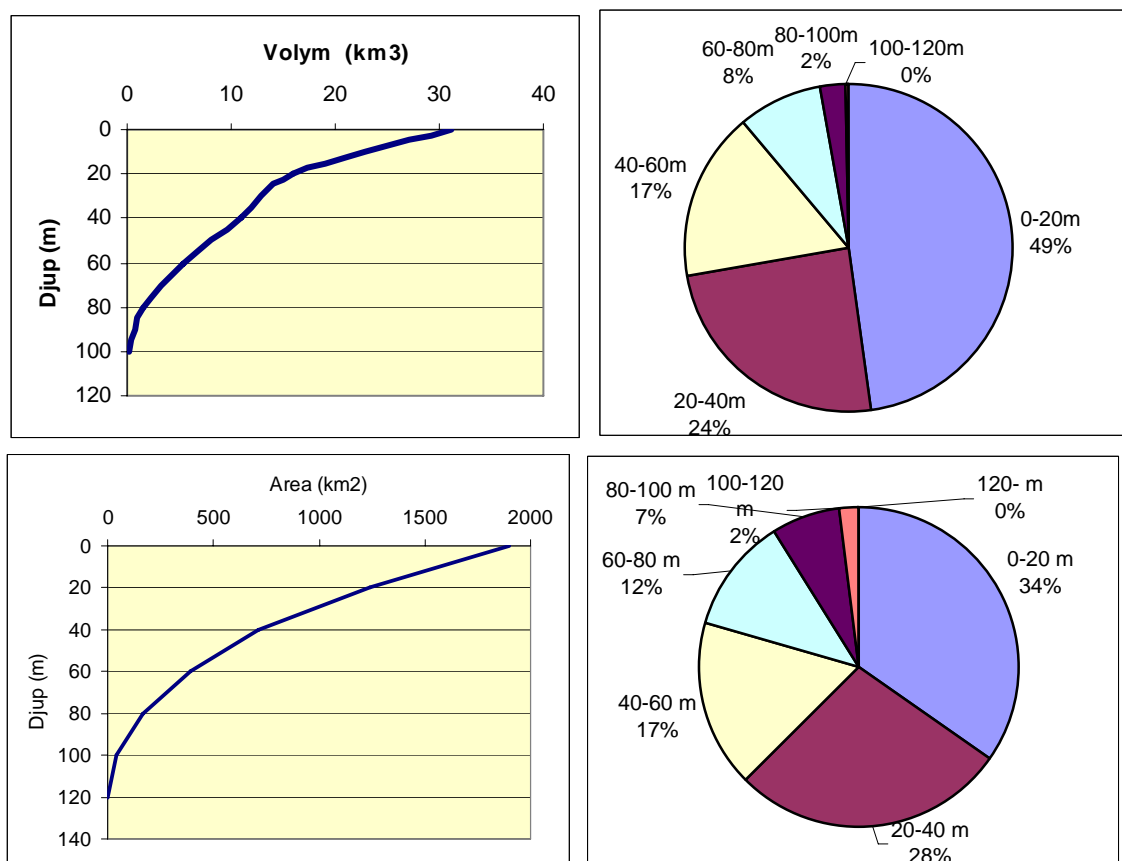 Volym (km3)
0 10 20 30 40
0
20
40
60
80
100
120
Djup (m)
60-80m
8%
80-100m
2%
100-120m
0%
40-60m
17%
0-20m
49%
20-40m
24%
Area (km2)
0 500 1000 1500 2000
0
20
40
60
80
100
120
140
Djup (m)
80-100 m
7%
100-120
m
2%
120- m
0%
60-80 m
12%
0-20 m
34%
40-60 m
17%
20-40 m
28%